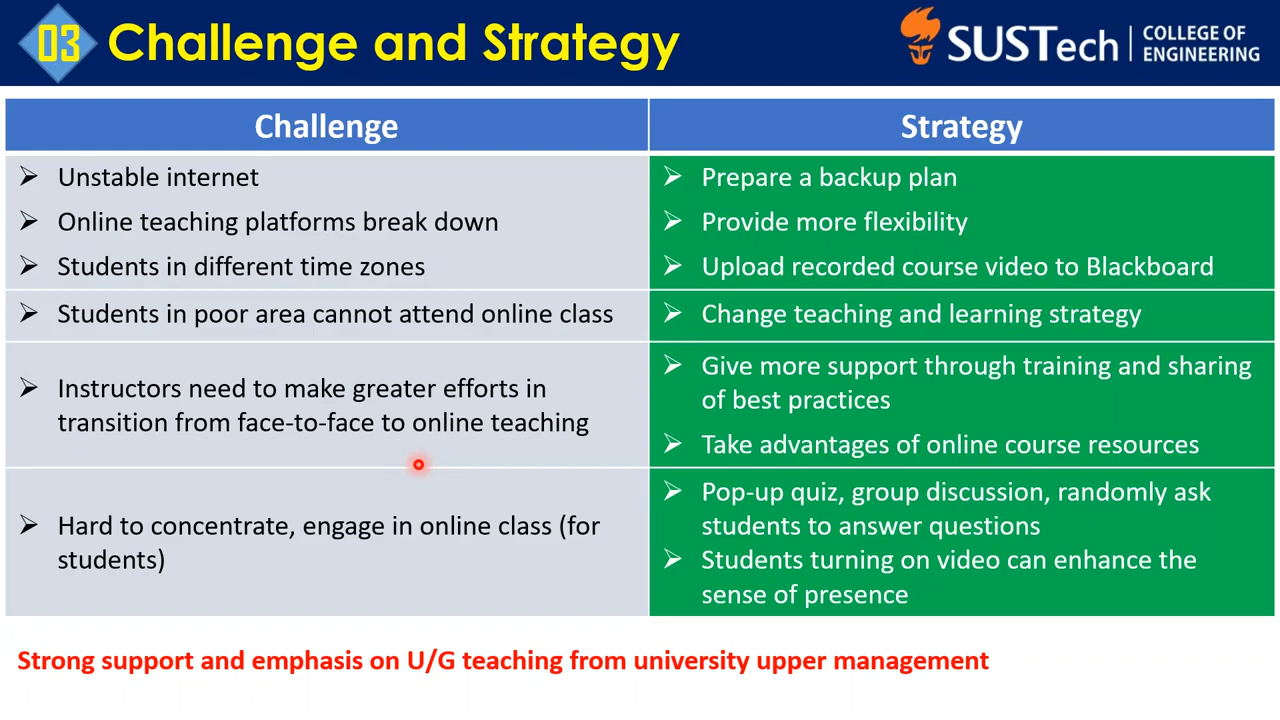 03 Challenge and Strategy
SUSTech | COLLEGE OF
ENGINEERING
Challenge
Strategy
➢ Unstable internet
➢ Online teaching platforms break down
➢ Students in different time zones
➢ Prepare a backup plan
➢ Provide more flexibility
➢ Upload recorded course video to Blackboard
➢ Students in poor area cannot attend online class
➢ Change teaching and learning strategy
➢ Instructors need to make greater efforts in
transition from face-to-face to online teaching
➢ Give more support through training and sharing
of best practices
➢ Take advantages of online course resources
➢ Hard to concentrate, engage in online class (for
students)
➢ Pop-up quiz, group discussion, randomly ask
students to answer questions
➢ Students turning on video can enhance the
sense of presence
Strong support and emphasis on U/G teaching from university upper management